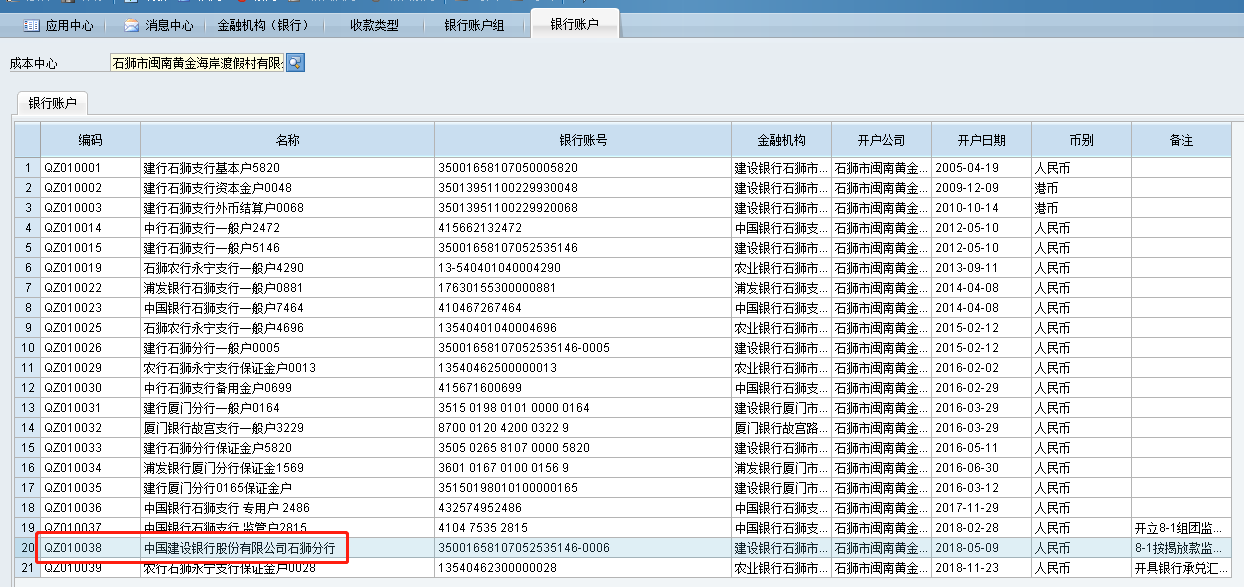 应用中心 消息中心 金融机构（银行） 收款类型 银行账户组 银行账户
成本中心 石狮市闽南黄金海岸渡假村有限
银行账户
编码 名称 银行账号 金融机构 开户公司 开户日期 币别 备注
1 QZ010001 建行石狮支行基本户5820 35001658107050005820 建设银行石狮市... 石狮市闽南黄金... 2005-04-19 人民币
2 QZ010002 建行石狮支行资本金户0048 35013951100229930048 建设银行石狮市... 石狮市闽南黄金... 2009-12-09 港币
3 QZ010003 建行石狮支行外币结算户0068 35013951100229920068 建设银行石狮市... 石狮市闽南黄金... 2010-10-14 港币
4 QZ010014 中行石狮支行一般户2472 415662132472 中国银行石狮支... 石狮市闽南黄金... 2012-05-10 人民币
5 QZ010015 建行石狮支行一般户5146 35001658107052535146 建设银行石狮市... 石狮市闽南黄金... 2012-05-10 人民币
6 QZ010019 石狮农行永宁支行一般户4290 13-540401040004290 农业银行石狮市... 石狮市闽南黄金... 2013-09-11 人民币
7 QZ010022 浦发银行石狮支行一般户0881 17630155300000881 浦发银行石狮支... 石狮市闽南黄金... 2014-04-08 人民币
8 QZ010023 中国银行石狮支行一般户7464 410467267464 中国银行石狮支... 石狮市闽南黄金... 2014-04-08 人民币
9 QZ010025 石狮农行永宁支行一般户4696 13540401040004696 农业银行石狮市... 石狮市闽南黄金... 2015-02-12 人民币
10 QZ010026 建行石狮分行一般户0005 35001658107052535146-0005 建设银行石狮市... 石狮市闽南黄金... 2015-02-12 人民币
11 QZ010029 农行石狮永宁支行保证金户0013 13540462500000013 农业银行石狮市... 石狮市闽南黄金... 2016-02-02 人民币
12 QZ010030 中行石狮支行备用金户0699 415671600699 中国银行石狮支... 石狮市闽南黄金... 2016-02-29 人民币
13 QZ010031 建行厦门分行一般户0164 3515 0198 0101 0000 0164 建设银行厦门市... 石狮市闽南黄金... 2016-03-29 人民币
14 QZ010032 厦门银行故宫支行一般户3229 8700 0120 4200 0322 9 厦门银行故宫路... 石狮市闽南黄金... 2016-03-29 人民币
15 QZ010033 建行石狮分行保证金户5820 3505 0265 8107 0000 5820 建设银行石狮市... 石狮市闽南黄金... 2016-05-11 人民币
16 QZ010034 浦发银行厦门分行保证金1569 3601 0167 0100 0156 9 浦发银行厦门市... 石狮市闽南黄金... 2016-06-30 人民币
17 QZ010035 建行厦门分行0165保证金户 35150198010100000165 建设银行厦门市... 石狮市闽南黄金... 2016-03-12 人民币
18 QZ010036 中国银行石狮支行 专用户 2486 432574952486 中国银行石狮支... 石狮市闽南黄金... 2017-11-29 人民币
19 QZ010037 中国银行石狮支行 监管户2815 4104 7535 2815 中国银行石狮支... 石狮市闽南黄金... 2018-02-28 人民币 开立8-1组团监...
20 QZ010038 中国建设银行股份有限公司石狮分行 35001658107052535146-0006 建设银行石狮市... 石狮市闽南黄金... 2018-05-09 人民币 8-1按揭放款监...
21 QZ010039 农行石狮永宁支行保证金户0028 13540462300000028 农业银行石狮市... 石狮市闽南黄金... 2018-11-23 人民币 开具银行承兑汇...